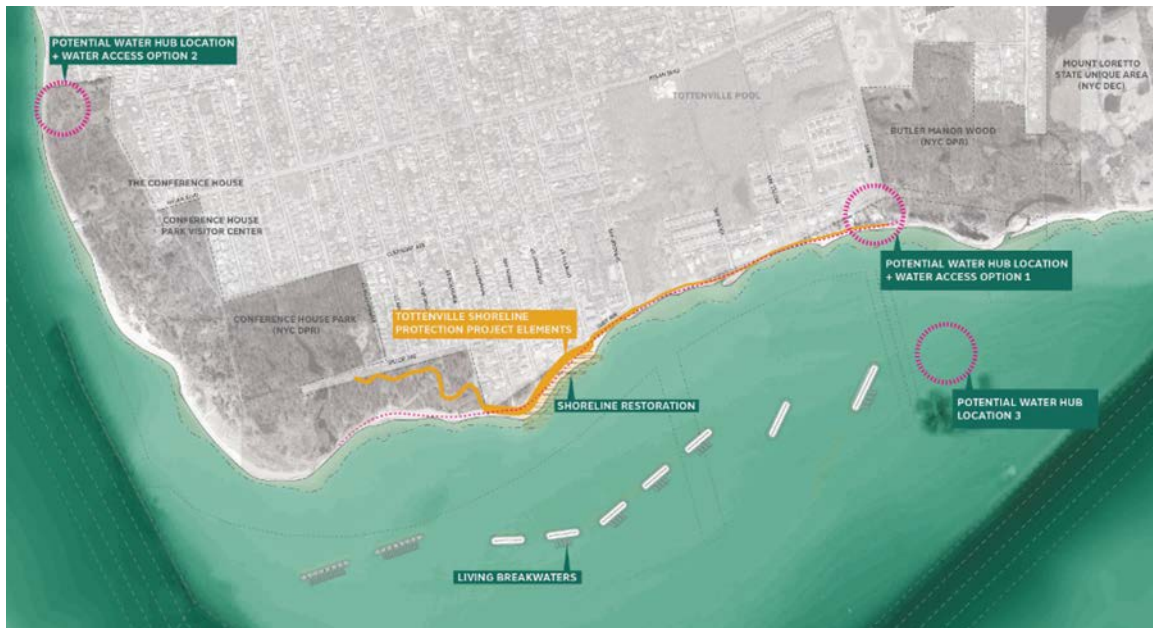 POTENTIAL WATER HUB LOCATION
+ WATER ACCESS OPTION 2
MOUNT LORETTO
STATE UNIQUE AREA
(NYC DEC)
TOTTENVILLE POOL
BUTLER MANOR WOOD
(NYC DPR)
THE CONFERENCE HOUSE
CONFERENCE HOUSE
PARK VISITOR CENTER
POTENTIAL WATER HUB LOCATION
+ WATER ACCESS OPTION 1
CONFERENCE HOUSE PARK
(NYC DPR)
TOTTENVILLE SHORELINE
PROTECTION PROJECT ELEMENTS
SHORELINE RESTORATION
POTENTIAL WATER HUB
LOCATION 3
LIVING BREAKWATERS